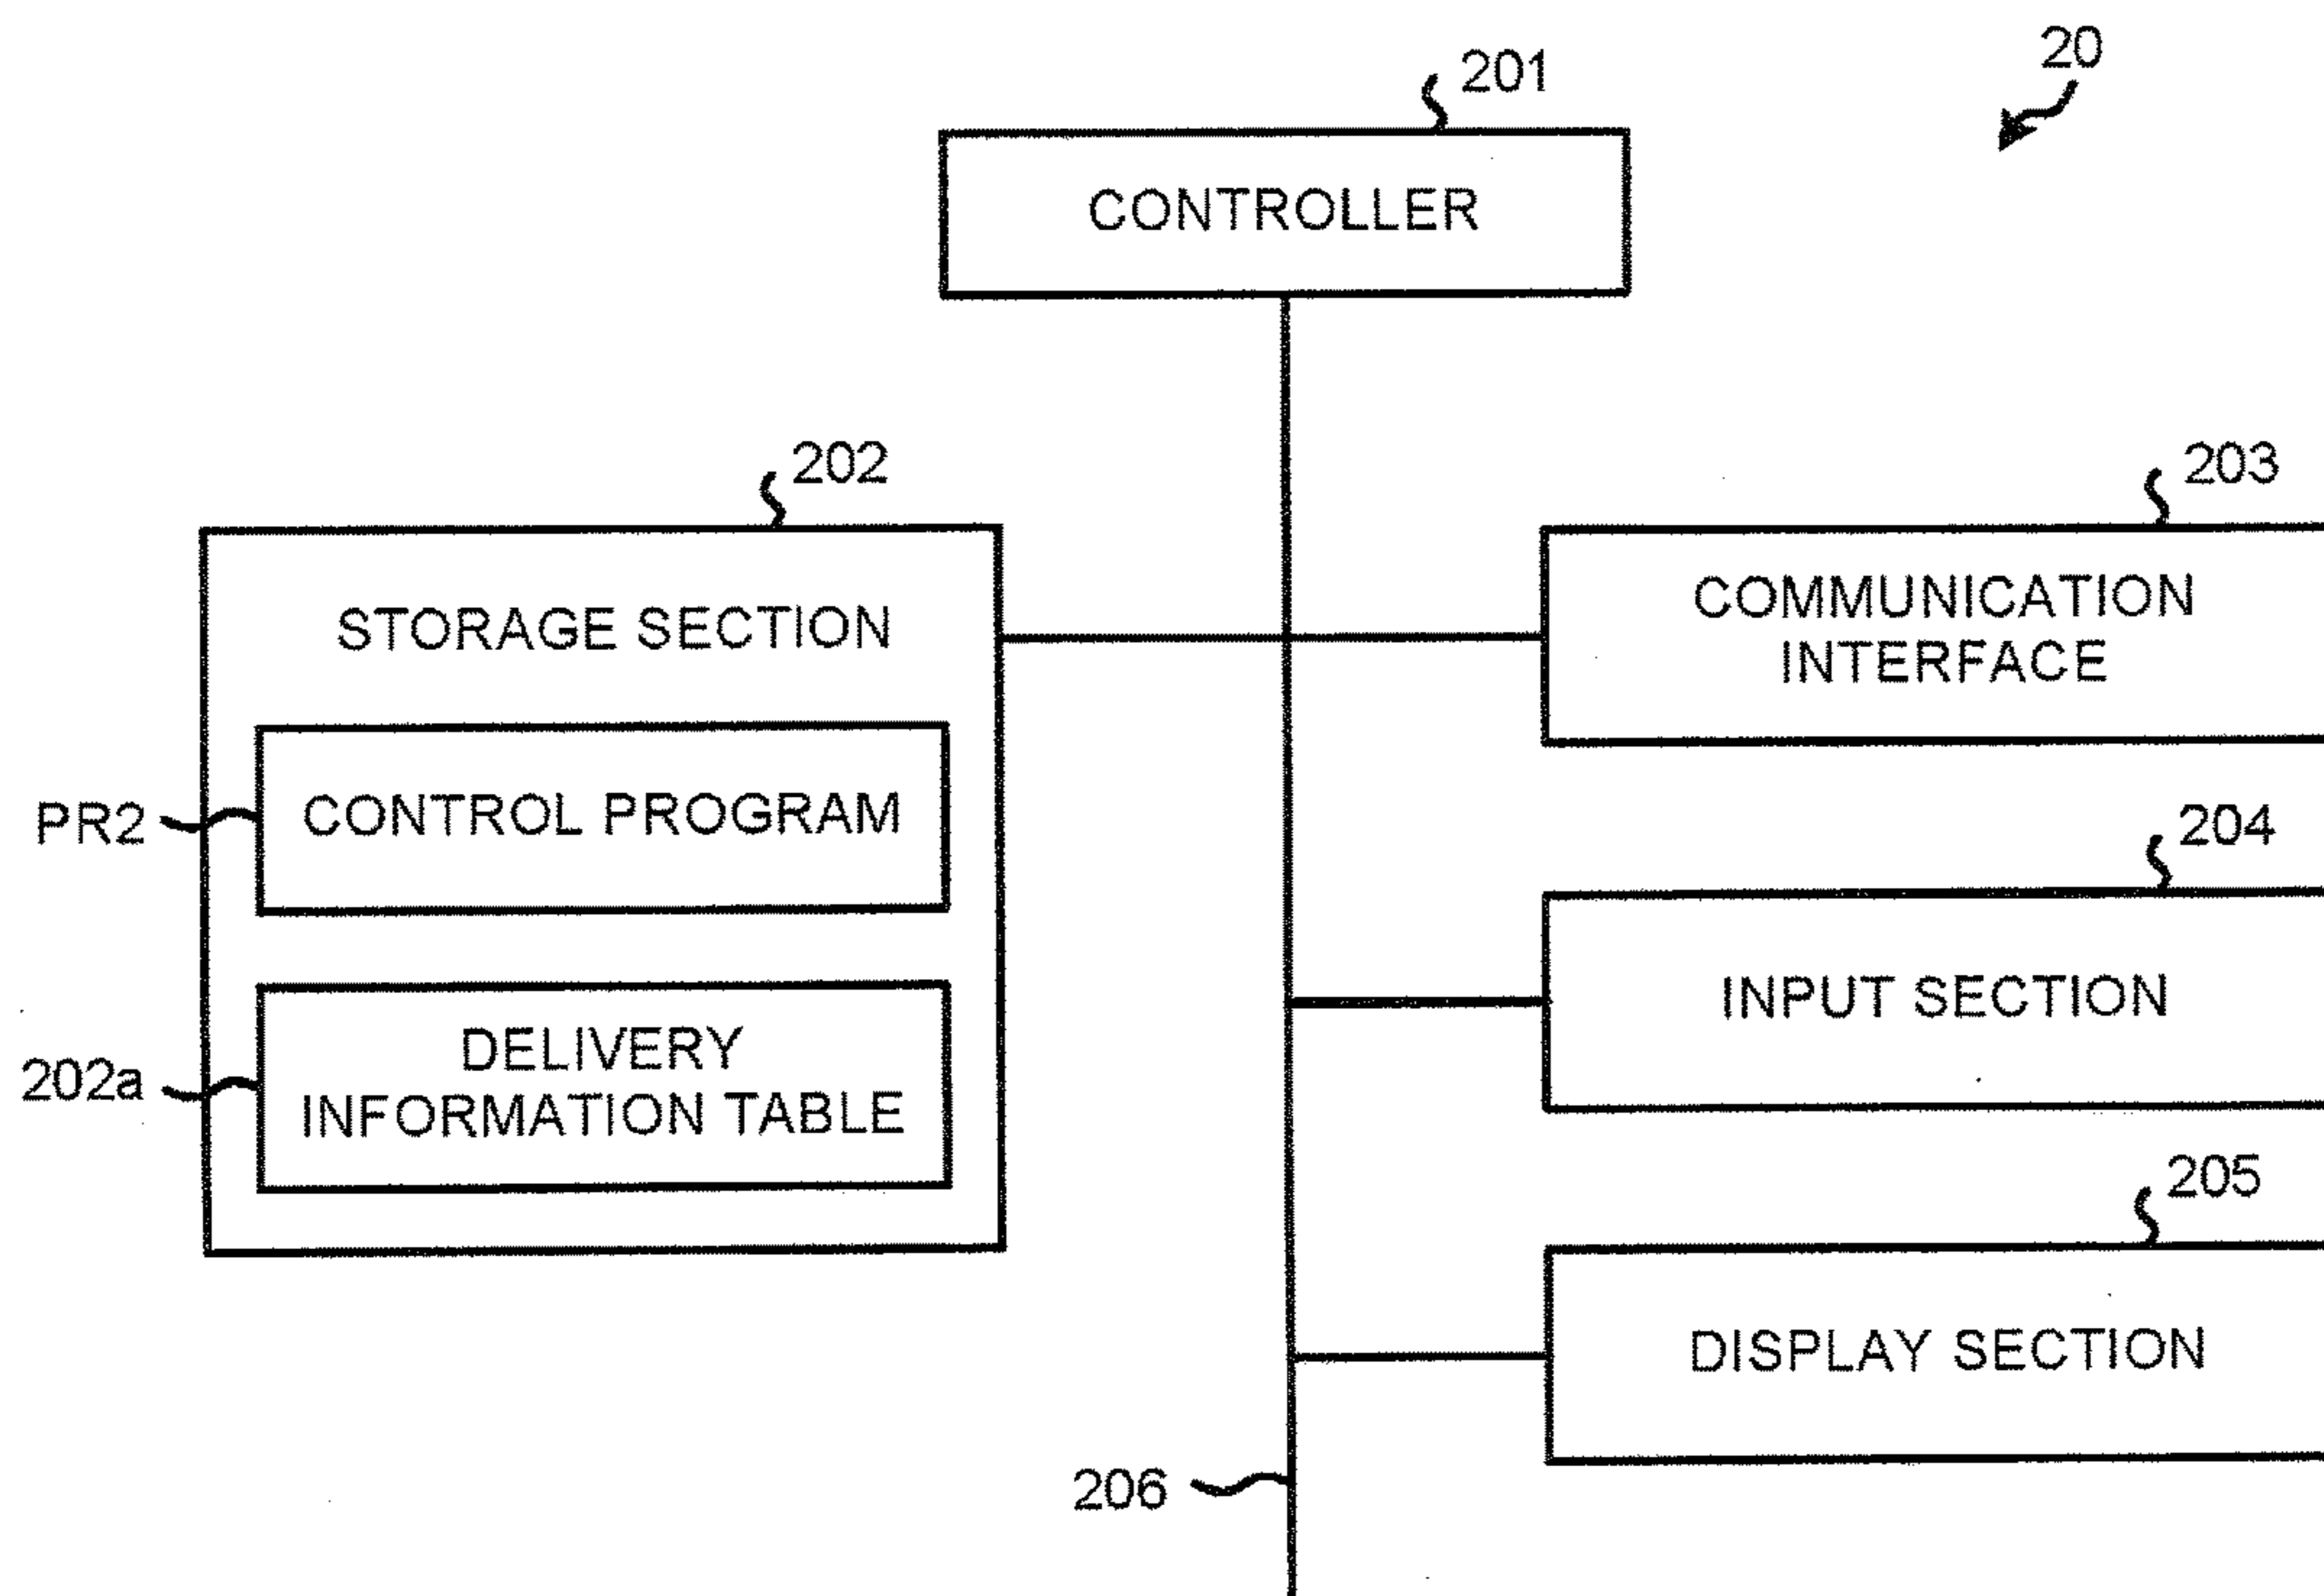 20
201
CONTROLLER
202
203
STORAGE SECTION
COMMUNICATION
INTERFACE
PR2
CONTROL PROGRAM
204
INPUT SECTION
202a
DELIVERY
INFORMATION TABLE
205
DISPLAY SECTION
206